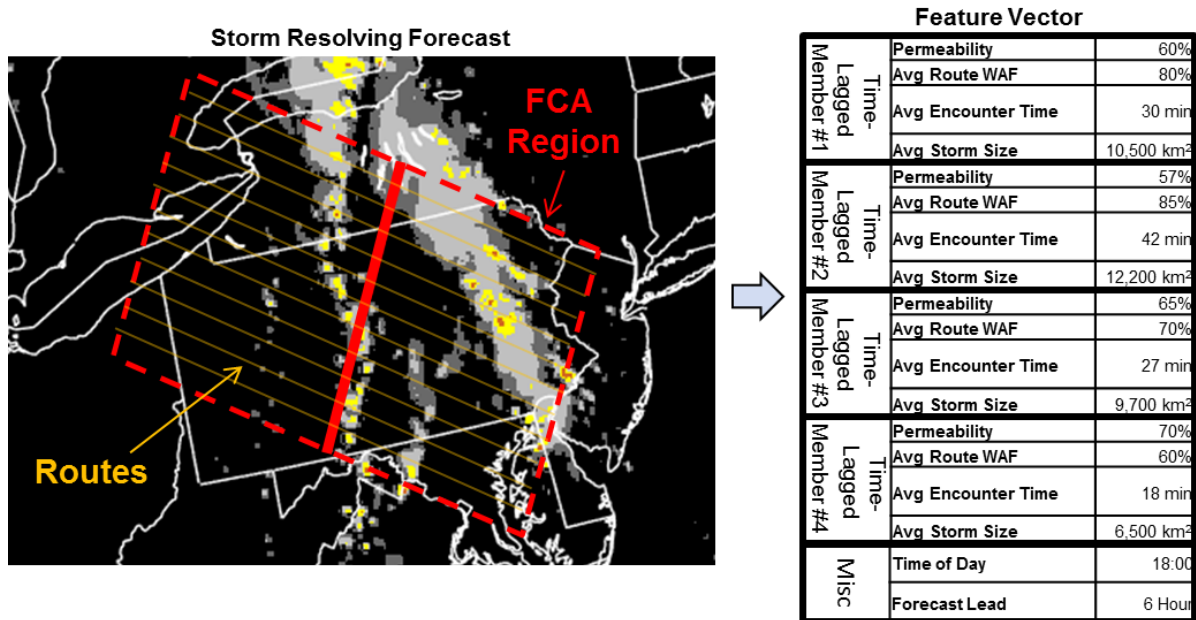 Storm Resolving Forecast
FCA
Region
Routes
Feature Vector
Time-
Lagged
Member #1
Permeability 60%
Avg Route WAF 80%
Avg Encounter Time 30 min
Avg Storm Size 10,500 km²
Time-
Lagged
Member #2
Permeability 57%
Avg Route WAF 85%
Avg Encounter Time 42 min
Avg Storm Size 12,200 km²
Time-
Lagged
Member #3
Permeability 65%
Avg Route WAF 70%
Avg Encounter Time 27 min
Avg Storm Size 9,700 km²
Time-
Lagged
Member #4
Permeability 70%
Avg Route WAF 60%
Avg Encounter Time 18 min
Avg Storm Size 6,500 km²
Misc
Time of Day 18:00
Forecast Lead 6 Hour